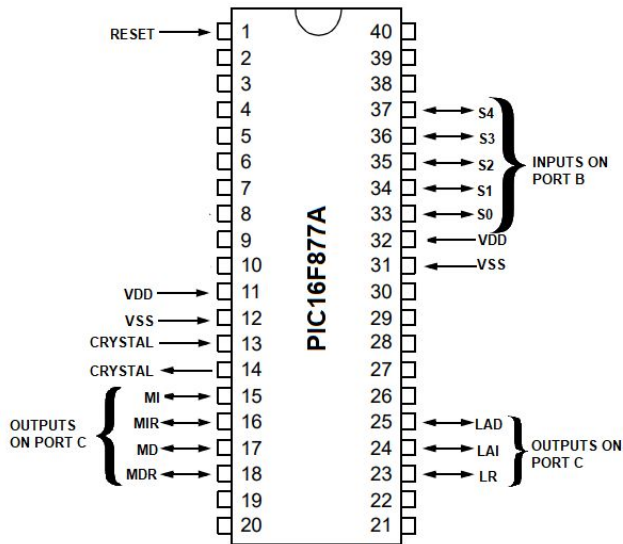 RESET
1
2
3
4
5
6
7
8
9
10
VDD 11
VSS 12
CRYSTAL 13
CRYSTAL 14
MI 15
MIR 16
MD 17
MDR 18
19
20
OUTPUTS
ON PORT C
PIC16F877A
40
39
38
37 S4
36 S3
35 S2
34 S1
33 S0
32 VDD
31 VSS
30
29
28
27
26
25 LAD
24 LAI
23 LR
22
21
INPUTS ON
PORT B
OUTPUTS ON
PORT C